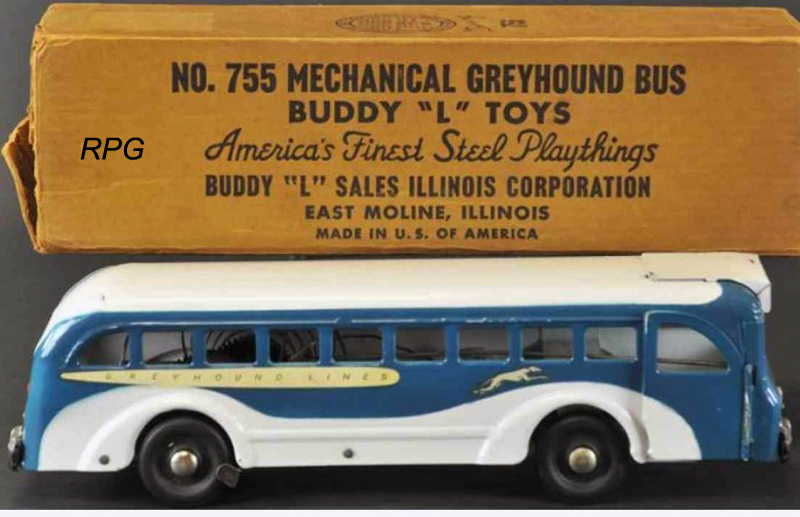 NO. 755 MECHANICAL GREYHOUND BUS
BUDDY "L" TOYS
RPG
America's Finest Steel Playthings
BUDDY "L" SALES ILLINOIS CORPORATION
EAST MOLINE, ILLINOIS
MADE IN U.S. OF AMERICA
GREYHOUND LINES